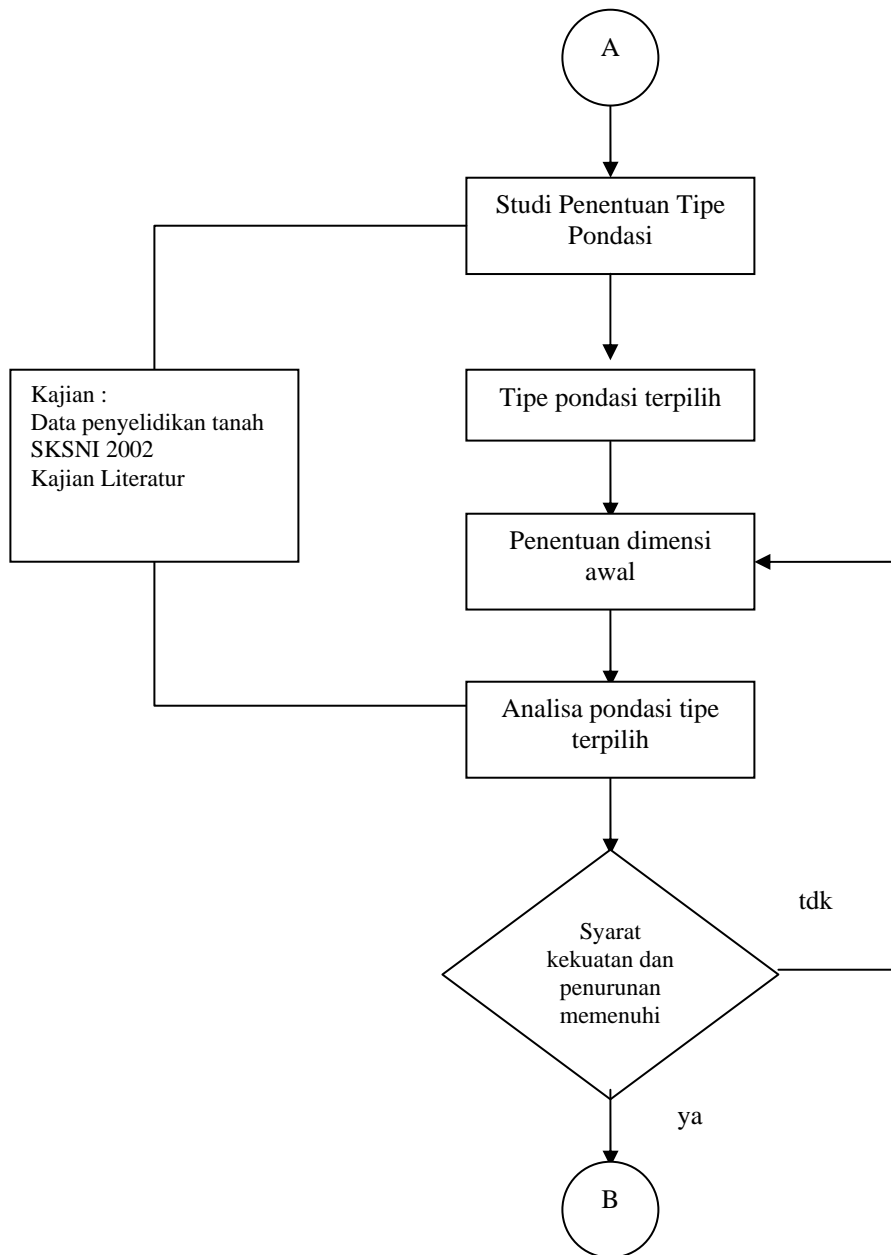 A
Studi Penentuan Tipe
Pondasi
Kajian :
Data penyelidikan tanah
SKSNI 2002
Kajian Literatur
Tipe pondasi terpilih
Penentuan dimensi
awal
Analisa pondasi tipe
terpilih
Syarat
kekuatan dan
penurunan
memenuhi
tdk
ya
B